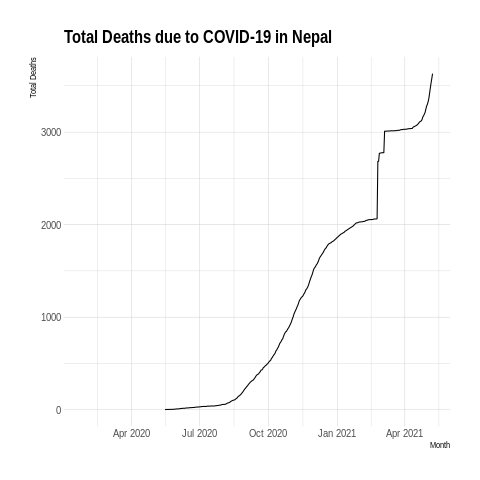 Total Deaths due to COVID-19 in Nepal
Total Deaths
3000
2000
1000
0
Apr 2020 Jul 2020 Oct 2020 Jan 2021 Apr 2021
Month